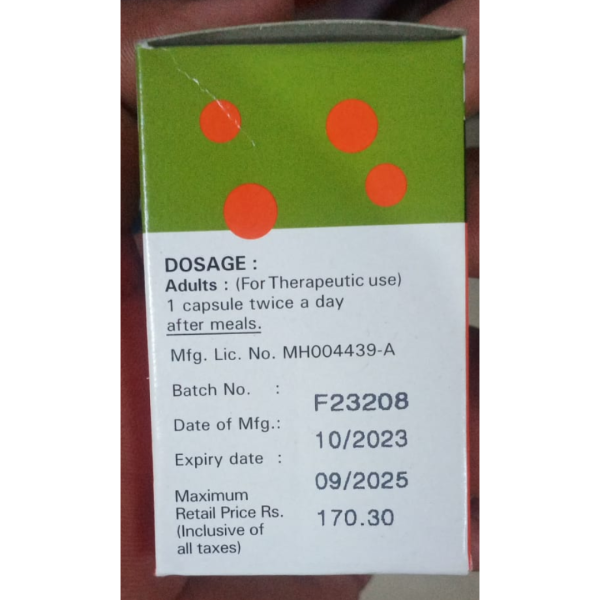 DOSAGE :
Adults : (For Therapeutic use)
1 capsule twice a day
after meals.
Mfg. Lic. No. MH004439-A
Batch No. : F23208
Date of Mfg.: 10/2023
Expiry date : 09/2025
Maximum
Retail Price Rs. 170.30
(Inclusive of
all taxes)